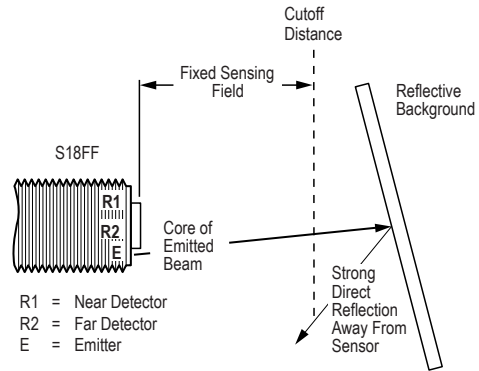 Cutoff
Distance
Fixed Sensing
Field
Reflective
Background
S18FF
R1
R2
E
Core of
Emitted
Beam
Strong
Direct
Reflection
Away From
Sensor
R1 = Near Detector
R2 = Far Detector
E = Emitter